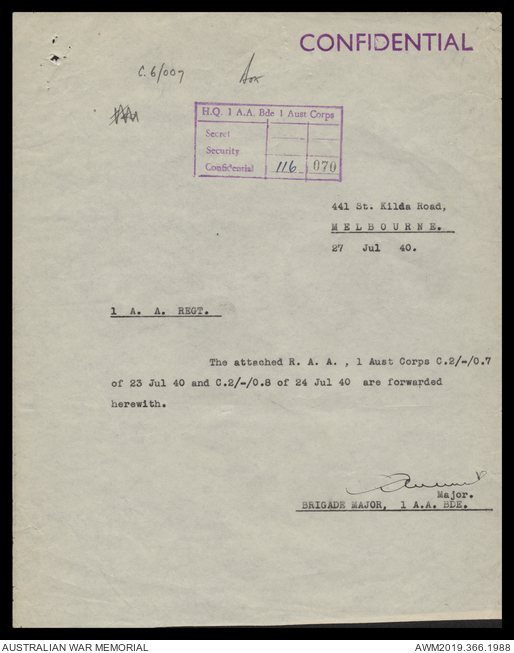 CONFIDENTIAL
C.6/007
H.Q. 1 A.A. Bde 1 Aust Corps
Secret
Security
Confidential 116 070
441 St. Kilda Road,
MELBOURNE.
27 Jul 40.
1 A. A. REGT.
The attached R. A. A. , 1 Aust Corps C.2/-/0.7
of 23 Jul 40 and C.2/-/0.8 of 24 Jul 40 are forwarded
herewith.
Major.
BRIGADE MAJOR, 1 A.A. BDE.
AUSTRALIAN WAR MEMORIAL
AWM2019.366.1988